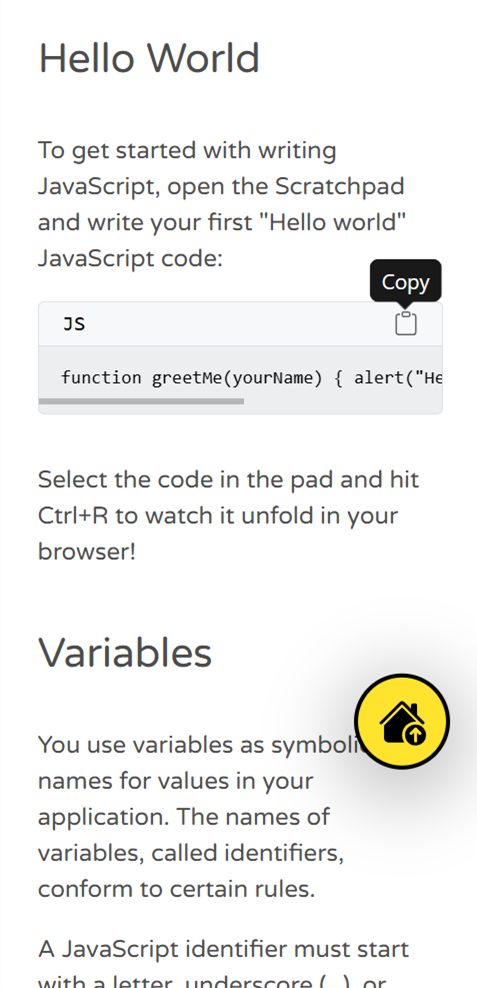 Hello World
To get started with writing
JavaScript, open the Scratchpad
and write your first "Hello world"
JavaScript code:
Copy
JS
function greetMe(yourName) { alert("He
Select the code in the pad and hit
Ctrl+R to watch it unfold in your
browser!
Variables
You use variables as symbolic
names for values in your
application. The names of
variables, called identifiers,
conform to certain rules.
A JavaScript identifier must start
with a letter, underscore (_), or